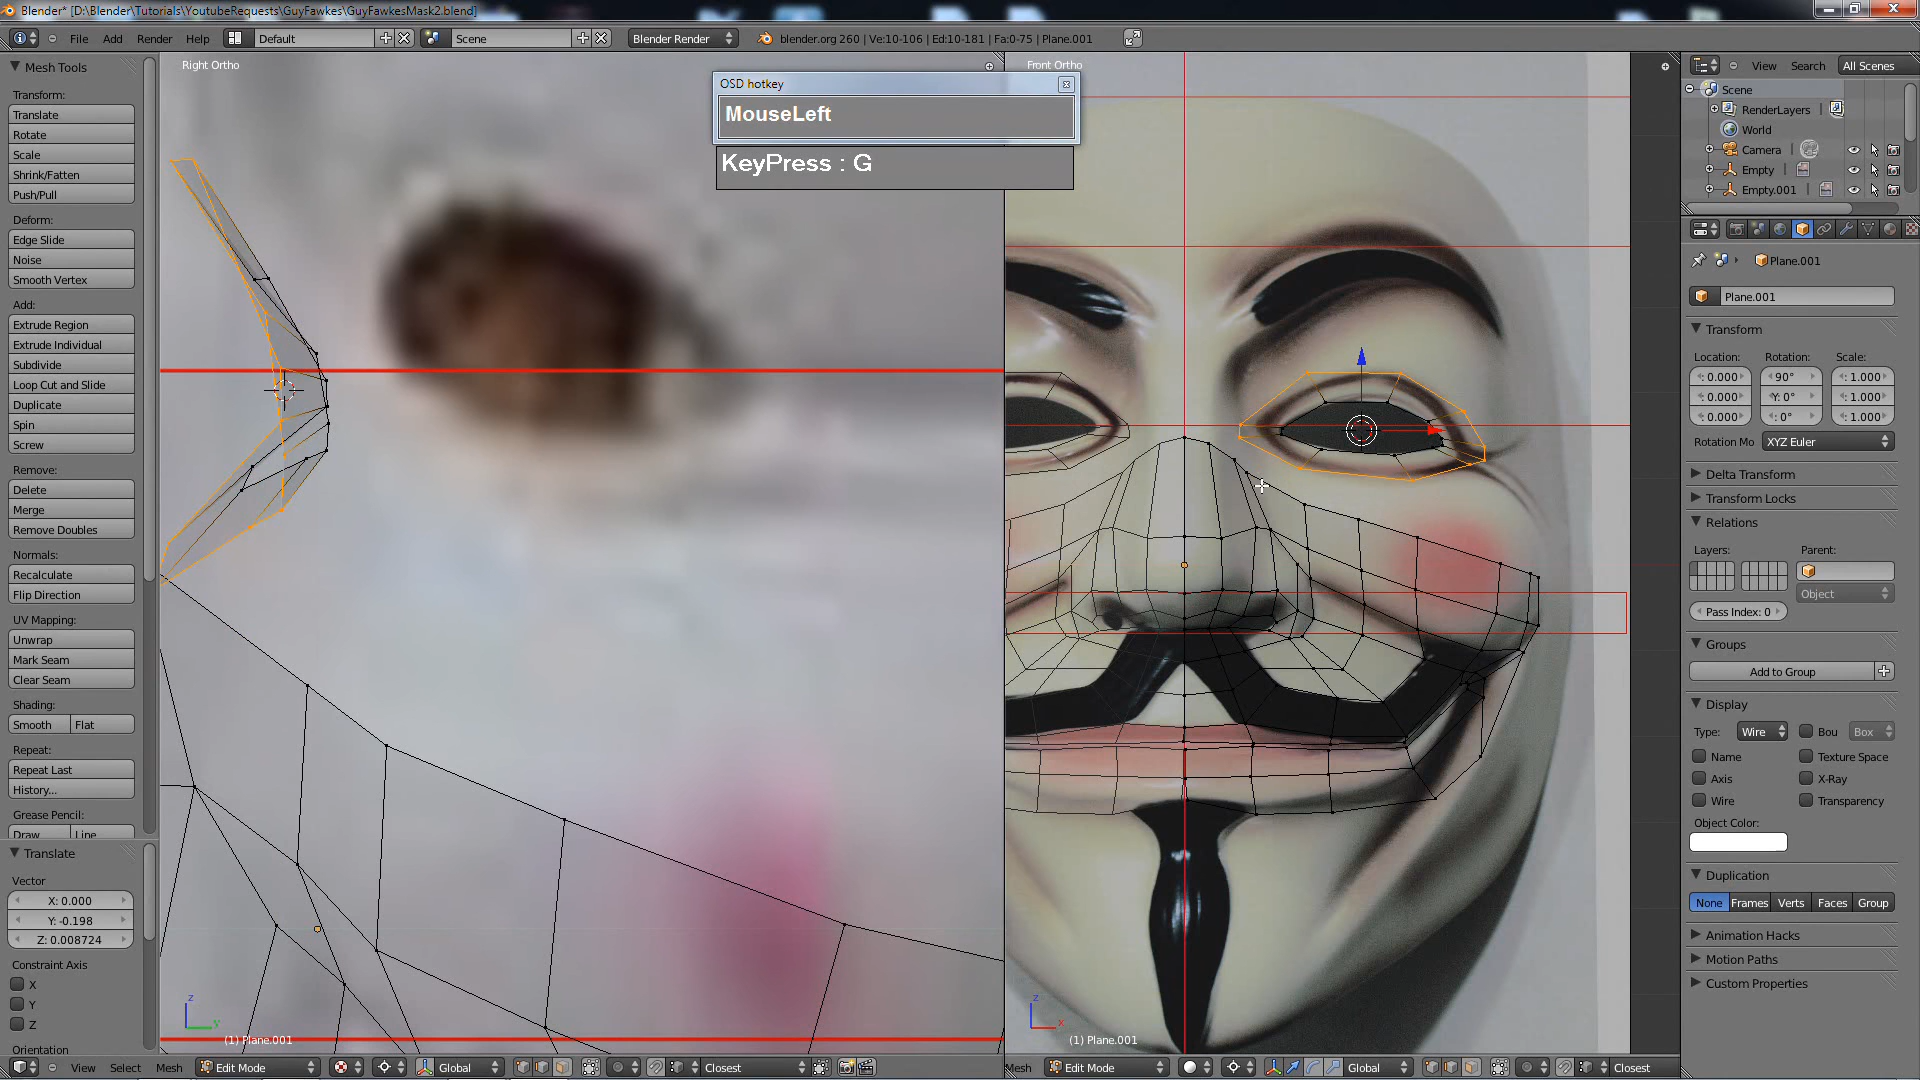 Blender* [D:\Blender\Tutorials\YoutubeRequests\GuyFawkes\GuyFawkesMask2.blend]
File Add Render Help Default Scene Blender Render blender.org 260 | Ve:10-106 | Ed:10-181 | Fa:0-75 | Plane.001
Mesh Tools
Transform:
Translate
Rotate
Scale
Shrink/Fatten
Push/Pull
Deform:
Edge Slide
Noise
Smooth Vertex
Add:
Extrude Region
Extrude Individual
Subdivide
Loop Cut and Slide
Duplicate
Spin
Screw
Remove:
Delete
Merge
Remove Doubles
Normals:
Recalculate
Flip Direction
UV Mapping:
Unwrap
Mark Seam
Clear Seam
Shading:
Smooth Flat
Repeat:
Repeat Last
History...
Grease Pencil:
Draw Line
Translate
Vector
X: 0.000
Y: -0.198
Z: 0.008724
Constraint Axis
X
Y
Z
Orientation
Right Ortho
OSD hotkey
MouseLeft
KeyPress : G
z
y
(1) Plane.001
Front Ortho
z
x
(1) Plane.001
View Select Mesh Edit Mode Global Closest
Mesh Edit Mode Global Closest
View Search All Scenes
Scene
RenderLayers
World
Camera
Empty
Empty.001
Plane.001
Plane.001
Transform
Location: Rotation: Scale:
: 0.000 90° : 1.000
: 0.000 Y: 0° : 1.000
: 0.000 : 0° : 1.000
Rotation Mo XYZ Euler
Delta Transform
Transform Locks
Relations
Layers: Parent:
Object
Pass Index: 0
Groups
Add to Group
Display
Type: Wire Bou Box
Name Texture Space
Axis X-Ray
Wire Transparency
Object Color:
Duplication
None Frames Verts Faces Group
Animation Hacks
Motion Paths
Custom Properties